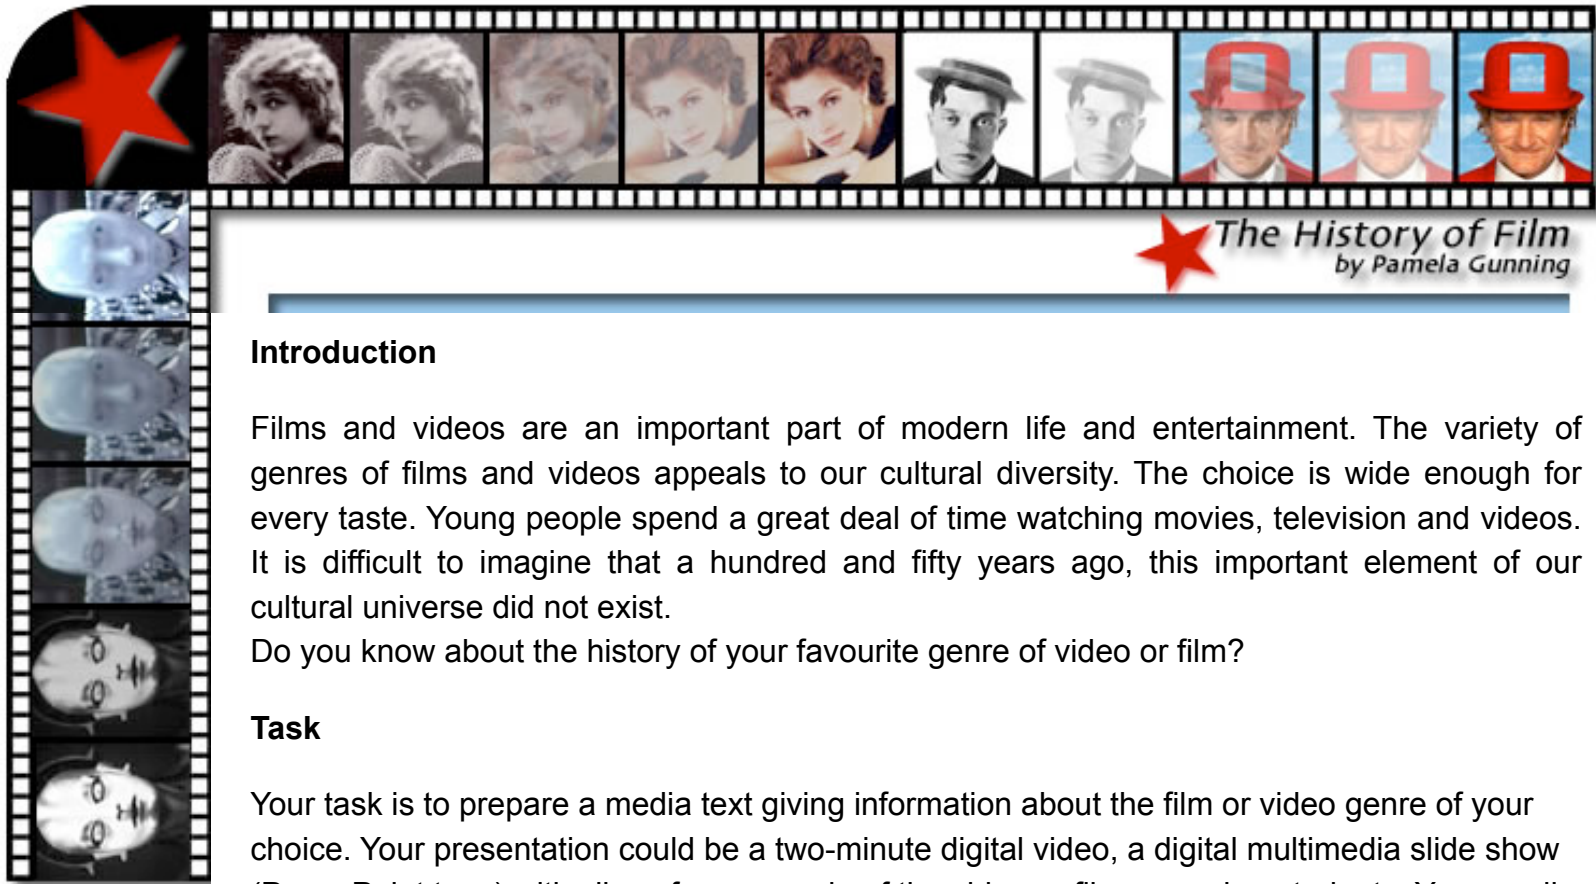 The History of Film
by Pamela Gunning
Introduction
Films and videos are an important part of modern life and entertainment. The variety of
genres of films and videos appeals to our cultural diversity. The choice is wide enough for
every taste. Young people spend a great deal of time watching movies, television and videos.
It is difficult to imagine that a hundred and fifty years ago, this important element of our
cultural universe did not exist.
Do you know about the history of your favourite genre of video or film?
Task
Your task is to prepare a media text giving information about the film or video genre of your
choice. Your presentation could be a two-minute digital video, a digital multimedia slide show